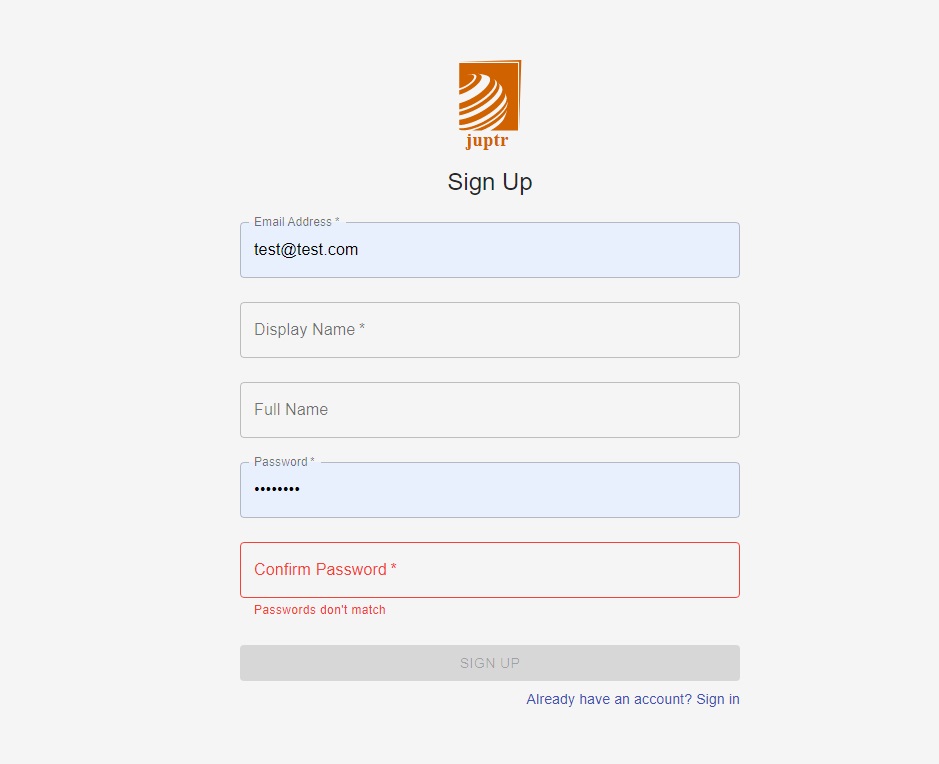 juptr
Sign Up
Email Address *
test@test.com
Display Name *
Full Name
Password *
••••••••
Confirm Password *
Passwords don't match
SIGN UP
Already have an account? Sign in